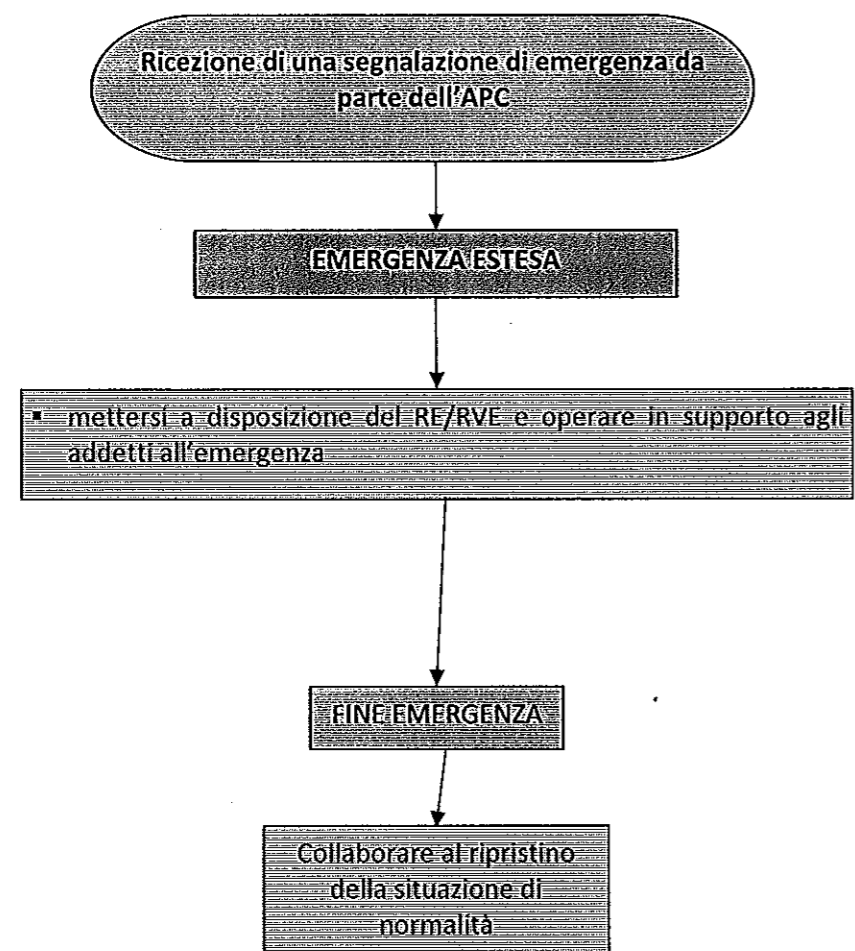 Ricezione di una segnalazione di emergenza da
parte dell'APC
EMERGENZA ESTESA
▪ mettersi a disposizione del RE/RVE e operare in supporto agli
addetti all'emergenza
FINE EMERGENZA
Collaborare al ripristino
della situazione di
normalità